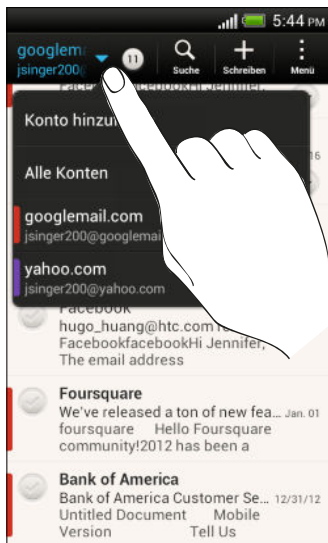 5:44 PM
googlem
jsinger200
11
Suche
Schreiben
Menü
FacebookfacebookHi Jennifer,
Konto hinzu
16
Alle Konten
googlemail.com
jsinger200@googlemai
yahoo.com
jsinger200@yahoo.com
Facebook
hugo_huang@htc.com
FacebookfacebookHi Jennifer,
The email address
Foursquare
We've released a ton of new fea... Jan. 01
foursquare Hello Foursquare
community!2012 has been a
Bank of America
Bank of America Customer Se... 12/31/12
Untitled Document Mobile
Version Tell Us